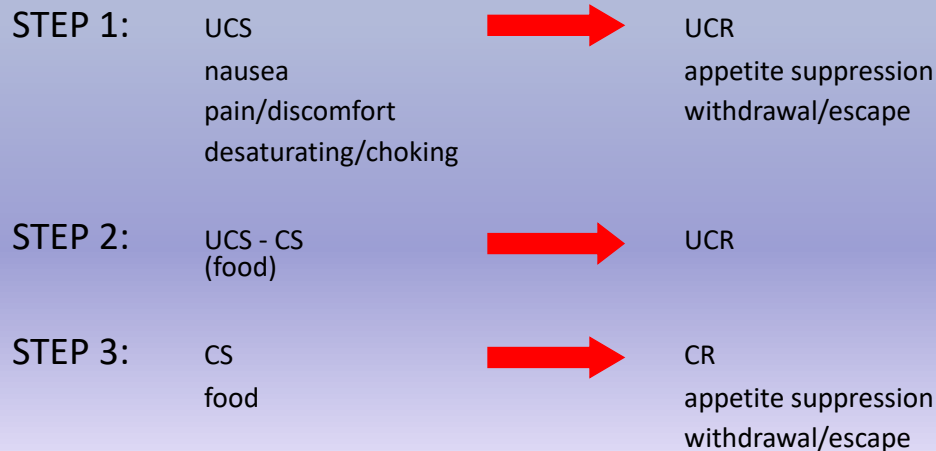 STEP 1: UCS UCR
nausea appetite suppression
pain/discomfort withdrawal/escape
desaturating/choking
STEP 2: UCS - CS UCR
(food)
STEP 3: CS CR
food appetite suppression
withdrawal/escape